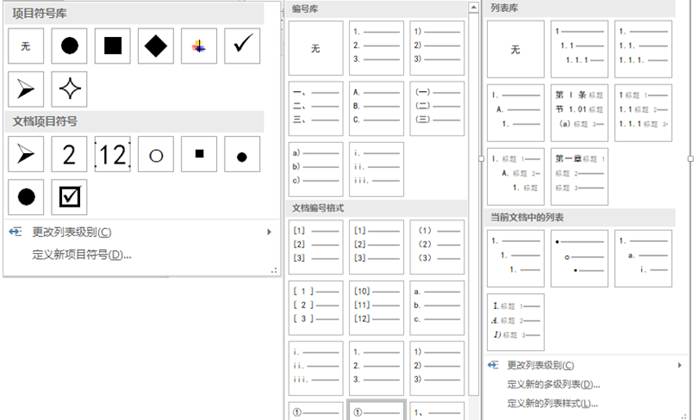 项目符号库
无
文档项目符号
2 12
更改列表级别(C)
定义新项目符号(D)...
编号库
无
1.
2.
3.
1)
2)
3)
一、
二、
三、
A.
B.
C.
(一)
(二)
(三)
a)
b)
c)
i.
ii.
iii.
文档编号格式
[1]
[2]
[3]
[1]
[2]
[3]
(1)
(2)
(3)
[ 1 ]
[ 2 ]
[ 3 ]
[10]
[11]
[12]
a.
b.
c.
i.
ii.
iii.
1.
2.
3.
1)
2)
3)
①
①
1、
列表库
无
1
1.1
1.1.1
1.
1.1.
1.1.1.
I.
A.
1.
第 I 条 标题
节 1.01 标题
(a) 标题 3
1 标题 1
1.1 标题 2
1.1.1 标题 3
I. 标题 1
A. 标题 2
1. 标题
第一章 标题 1
标题 2
标题 3
当前文档中的列表
1.
1.
1.
1.
a.
i.
I. 标题 1
A. 标题 2
1) 标题 3
更改列表级别(C)
定义新的多级列表(D)...
定义新的列表样式(L)...